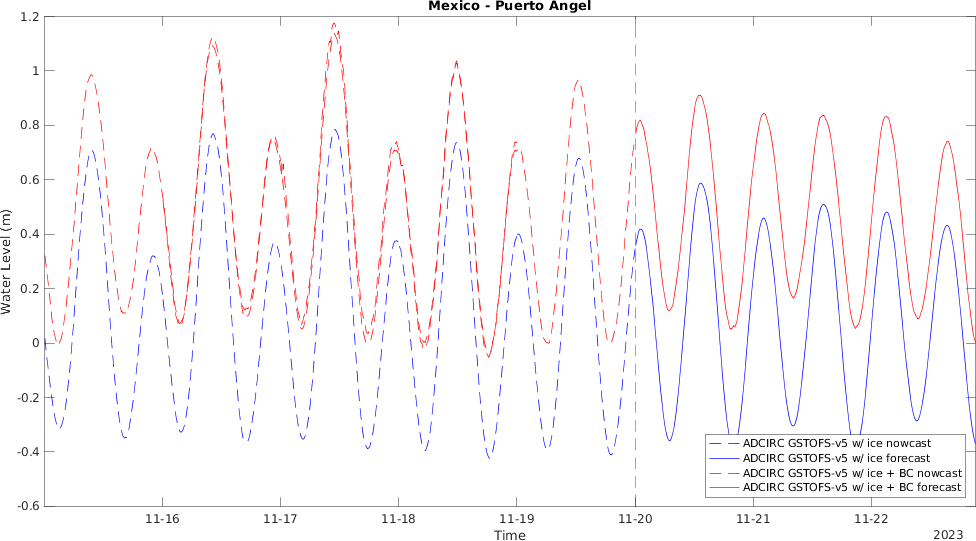 Mexico - Puerto Angel
1.2
1
0.8
0.6
0.4
0.2
0
-0.2
-0.4
-0.6
Water Level (m)
11-16
11-17
11-18
11-19
11-20
11-21
11-22
Time
2023
ADCIRC GSTOFS-v5 w/ ice nowcast
ADCIRC GSTOFS-v5 w/ ice forecast
ADCIRC GSTOFS-v5 w/ ice + BC nowcast
ADCIRC GSTOFS-v5 w/ ice + BC forecast